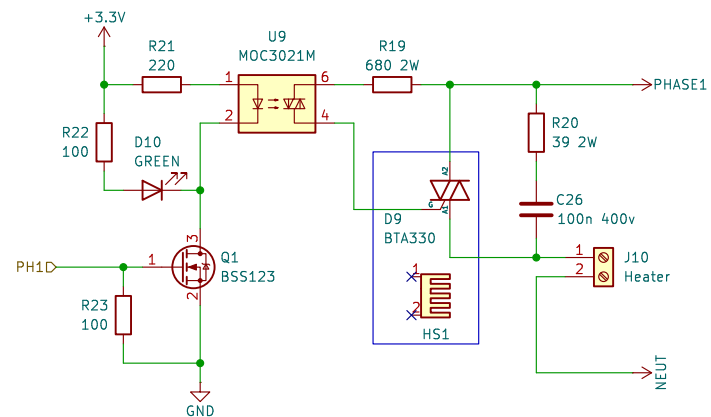 +3.3V
U9
MOC3021M
R21
220
R19
680 2W
1
6
PHASE1
2
4
R22
100
D10
GREEN
R20
39 2W
A2
G
A1
D9
BTA330
C26
100n 400v
3
PH1
1
Q1
BSS123
2
1
J10
2
Heater
1
2
HS1
R23
100
NEUT
GND